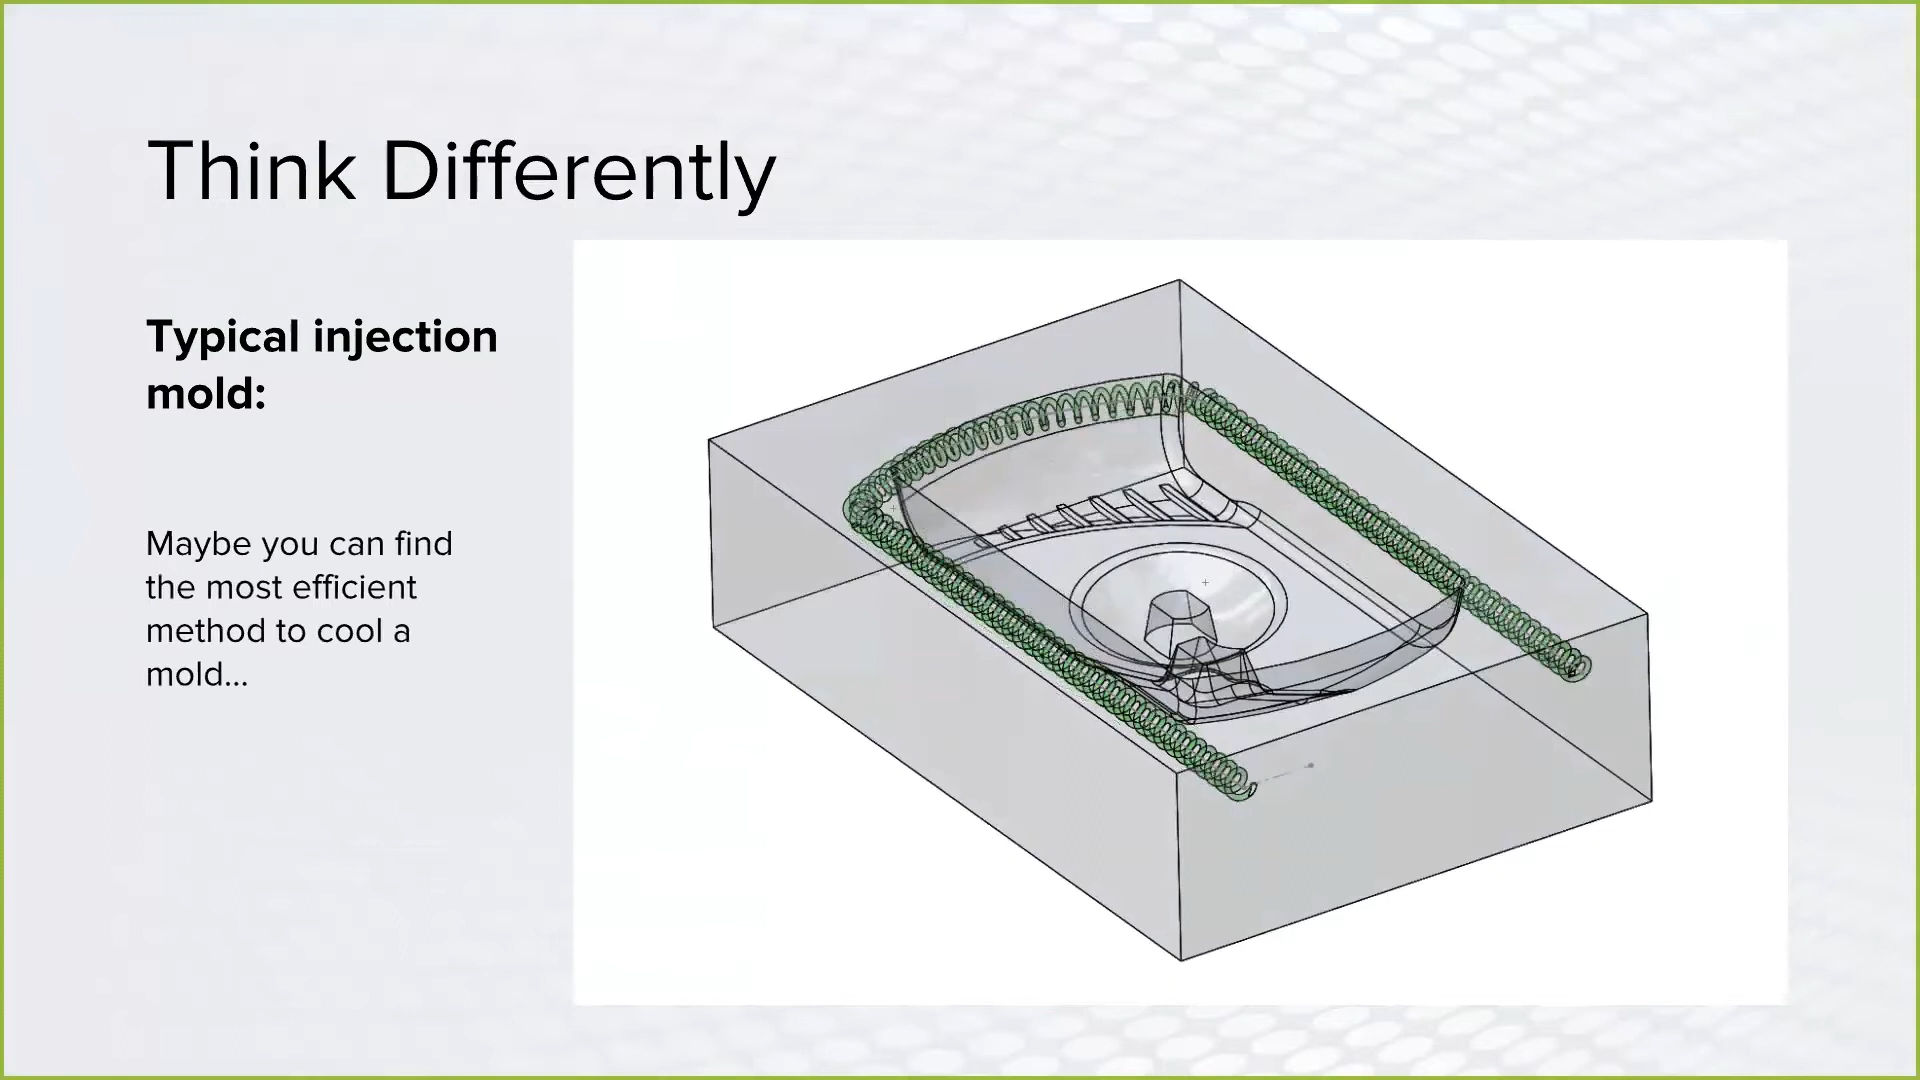 Think Differently
Typical injection
mold:
Maybe you can find
the most efficient
method to cool a
mold...